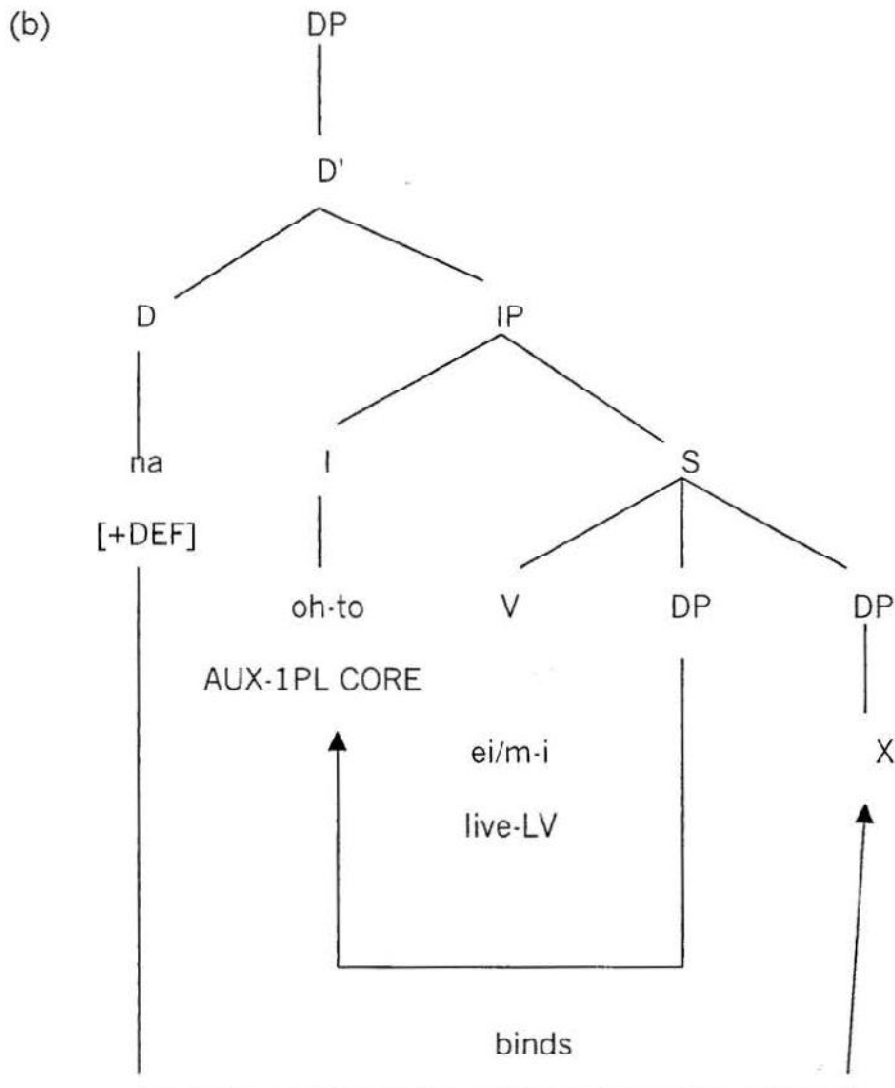 (b) DP
D'
D IP
na I S
[+DEF]
oh-to V DP DP
AUX-1PL CORE
ei/m-i X
live-LV
binds